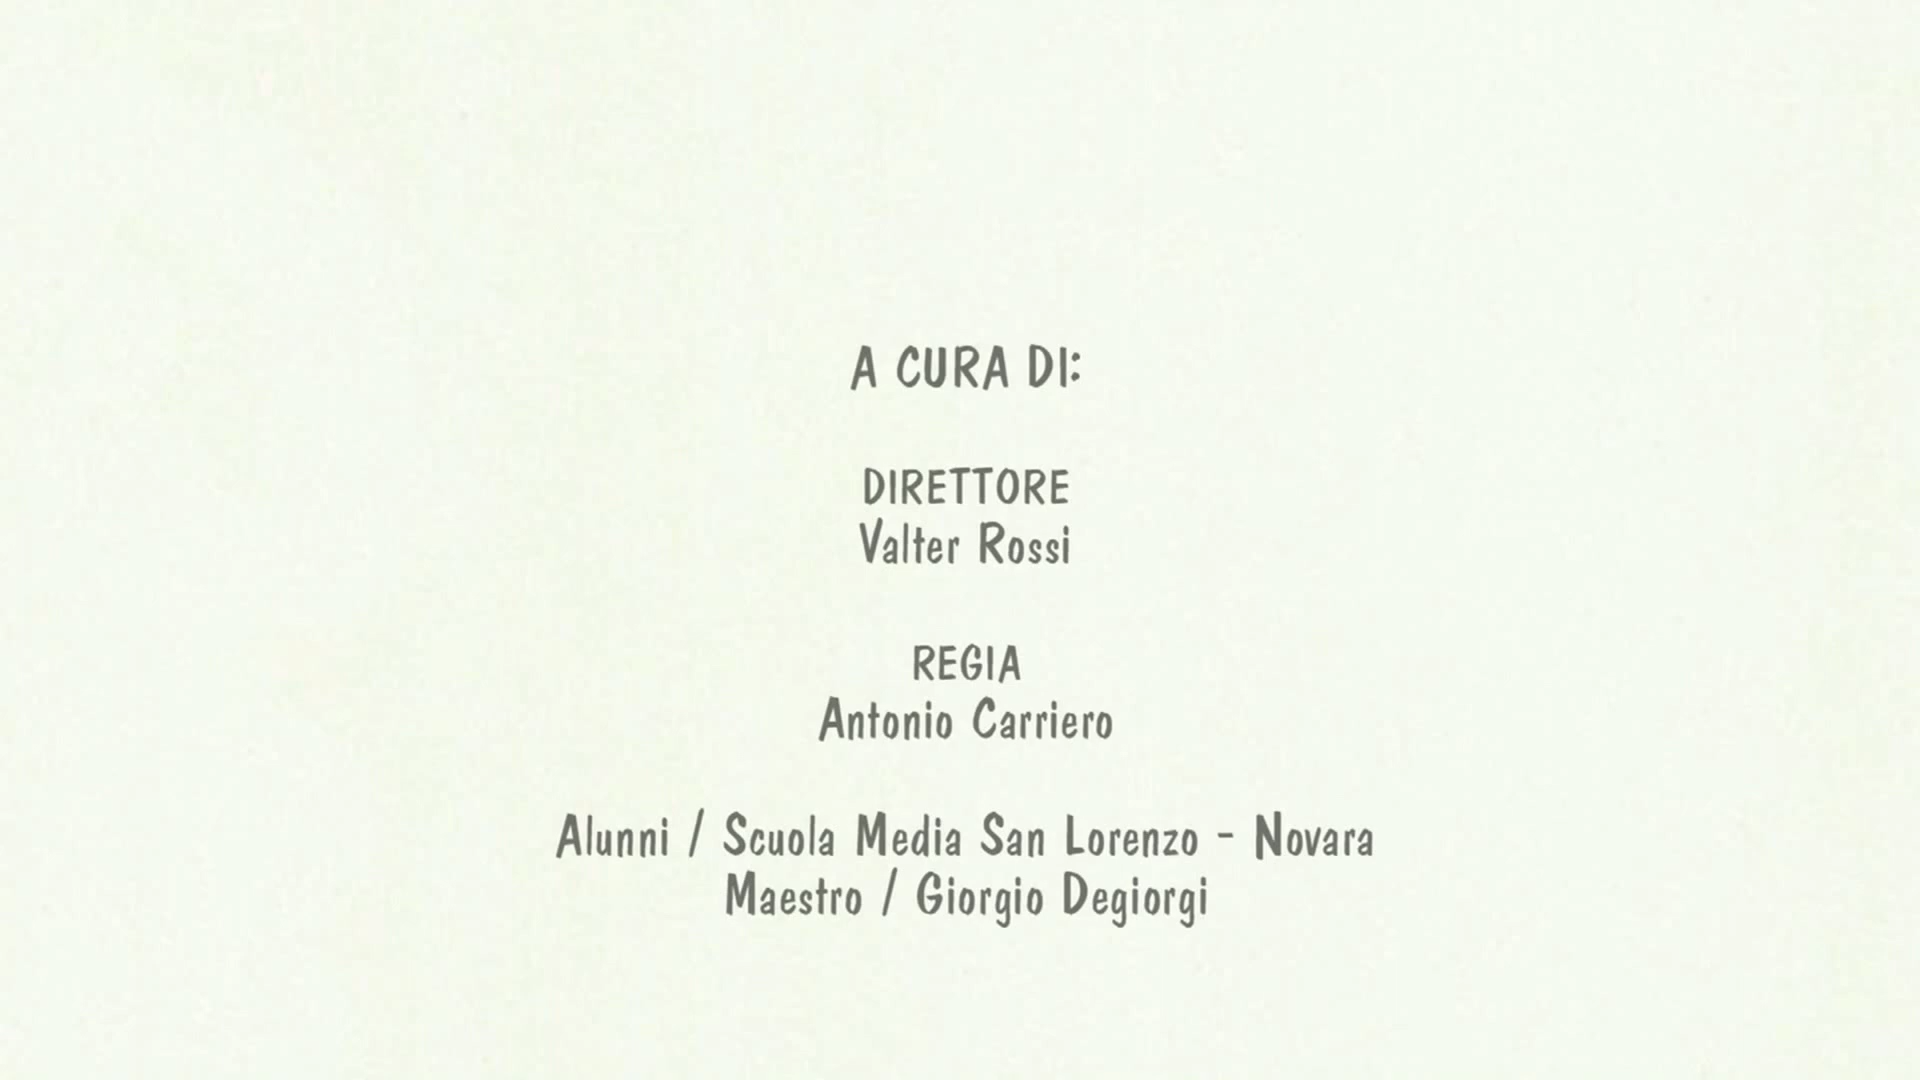 A CURA DI:
DIRETTORE
Valter Rossi
REGIA
Antonio Carriero
Alunni / Scuola Media San Lorenzo - Novara
Maestro / Giorgio Degiorgi